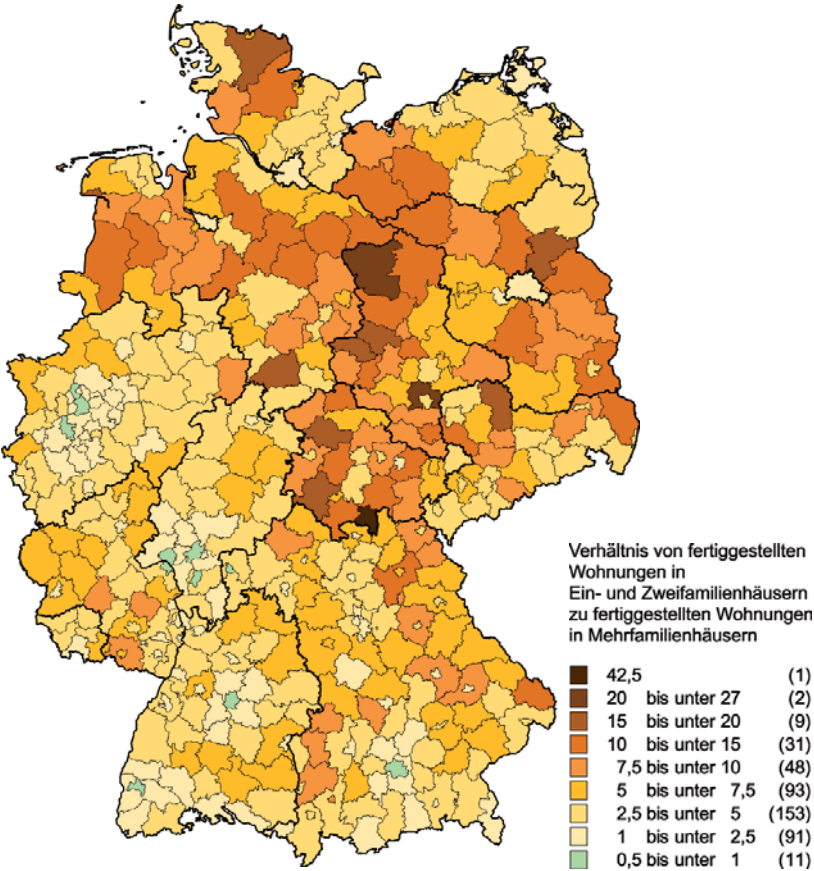 Verhältnis von fertiggestellten
Wohnungen in
Ein- und Zweifamilienhäusern
zu fertiggestellten Wohnungen
in Mehrfamilienhäusern
42,5 (1)
20 bis unter 27 (2)
15 bis unter 20 (9)
10 bis unter 15 (31)
7,5 bis unter 10 (48)
5 bis unter 7,5 (93)
2,5 bis unter 5 (153)
1 bis unter 2,5 (91)
0,5 bis unter 1 (11)